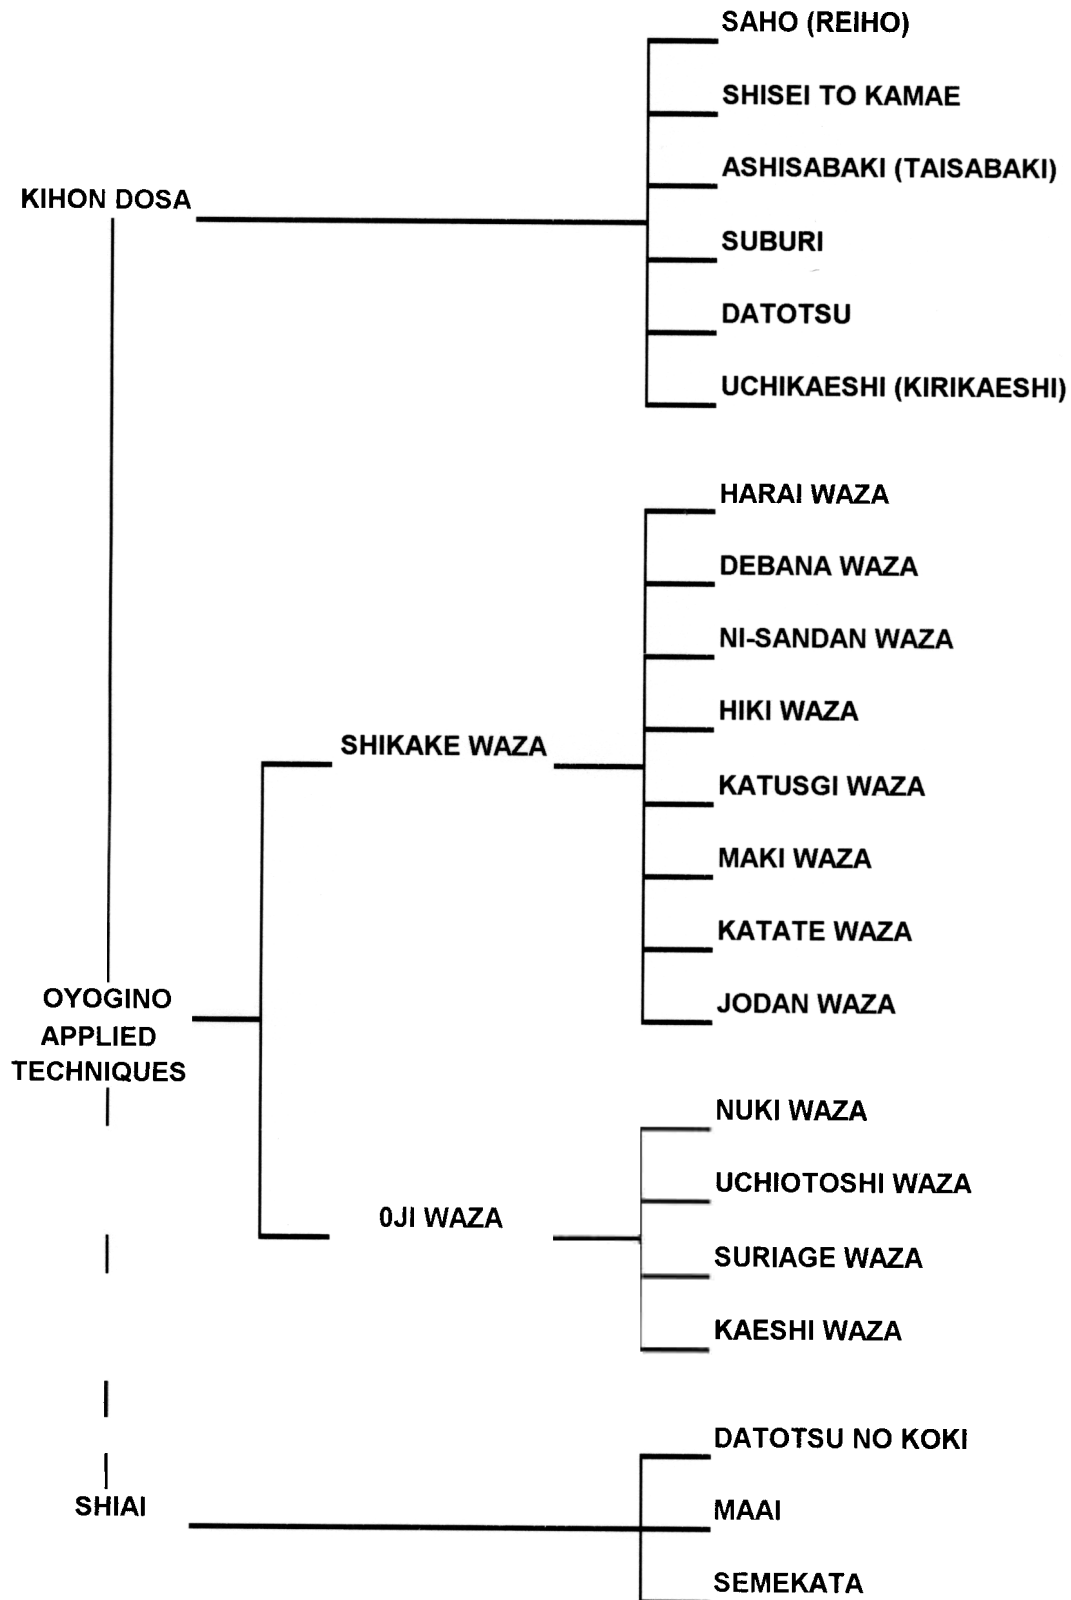 SAHO (REIHO)
SHISEI TO KAMAE
ASHISABAKI (TAISABAKI)
KIHON DOSA
SUBURI
DATOTSU
UCHIKAESHI (KIRIKAESHI)
HARAI WAZA
DEBANA WAZA
NI-SANDAN WAZA
HIKI WAZA
SHIKAKE WAZA
KATUSGI WAZA
MAKI WAZA
KATATE WAZA
JODAN WAZA
OYOGINO
APPLIED
TECHNIQUES
NUKI WAZA
UCHIOTOSHI WAZA
0JI WAZA
SURIAGE WAZA
KAESHI WAZA
DATOTSU NO KOKI
SHIAI
MAAI
SEMEKATA